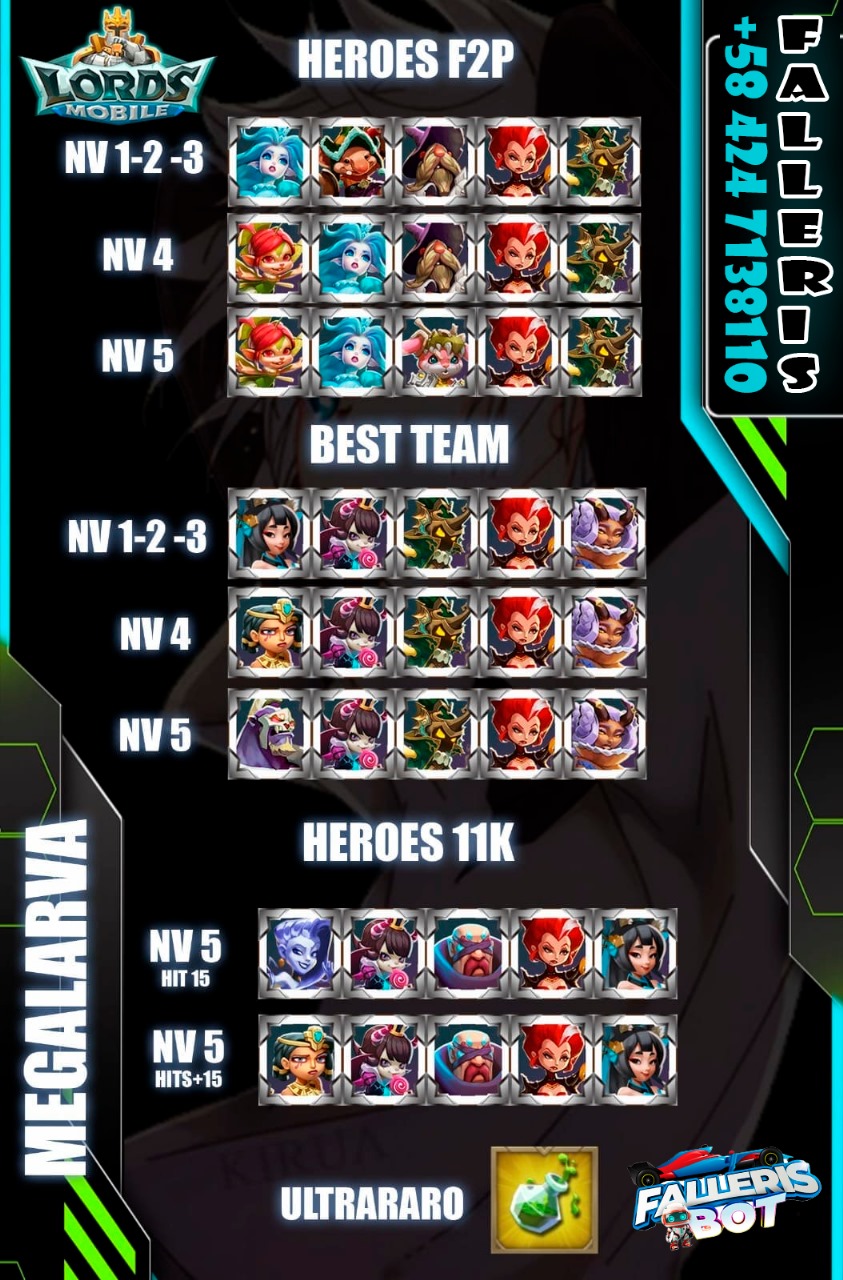 LORDS
MOBILE
HEROES F2P
NV 1-2 -3
NV 4
NV 5
BEST TEAM
NV 1-2 -3
NV 4
NV 5
HEROES 11K
NV 5
HIT 15
NV 5
HITS+15
ULTRARARO
MEGALARVA
FALLERIS
+58 424 7138110
KIRUA
FALLERIS
BOT